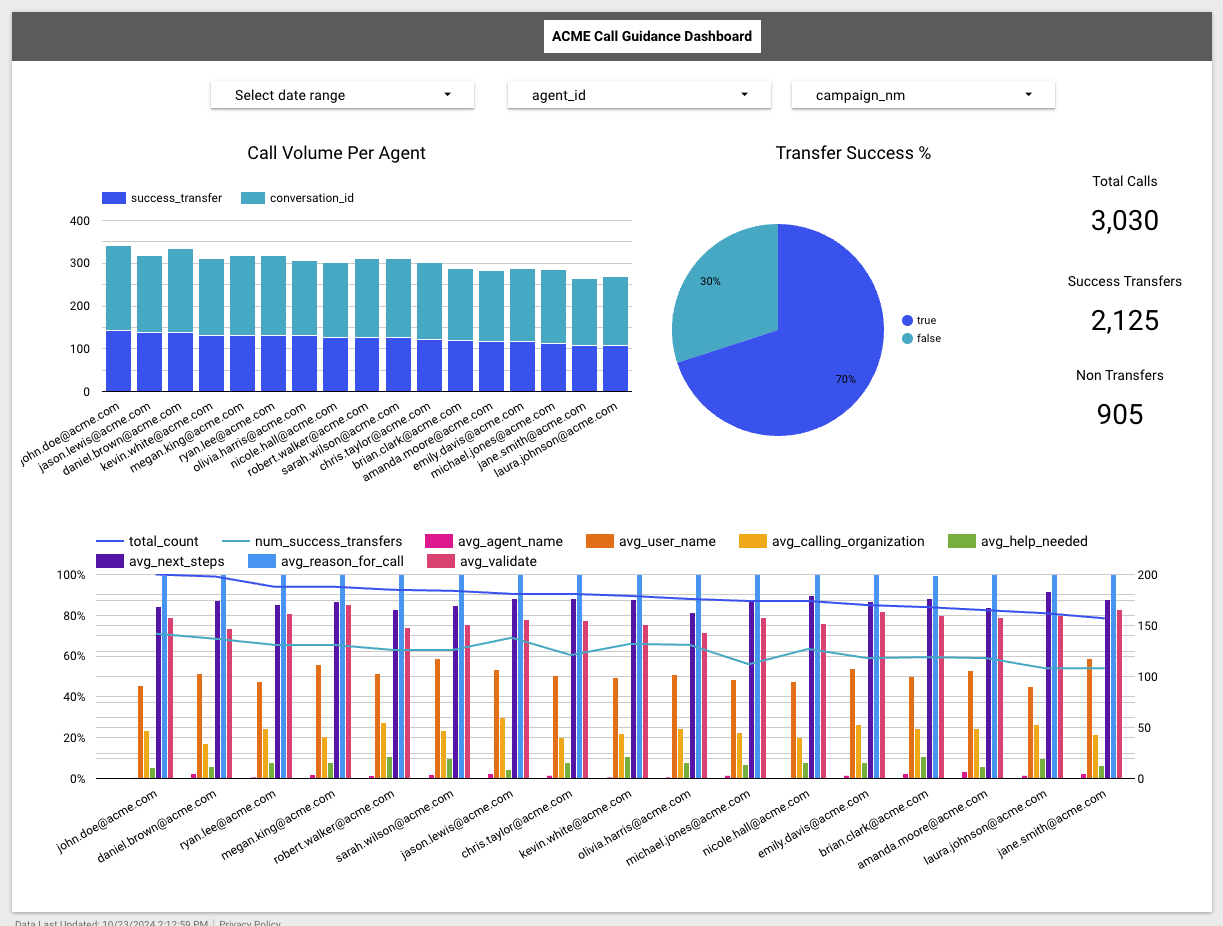 ACME Call Guidance Dashboard
Select date range
agent_id
campaign_nm
Call Volume Per Agent
Transfer Success %
success_transfer
conversation_id
400
300
200
100
0
john.doe@acme.com
jason.lewis@acme.com
daniel.brown@acme.com
kevin.white@acme.com
megan.king@acme.com
ryan.lee@acme.com
olivia.harris@acme.com
nicole.hall@acme.com
robert.walker@acme.com
sarah.wilson@acme.com
chris.taylor@acme.com
brian.clark@acme.com
amanda.moore@acme.com
emily.davis@acme.com
michael.jones@acme.com
jane.smith@acme.com
laura.johnson@acme.com
30%
70%
true
false
Total Calls
3,030
Success Transfers
2,125
Non Transfers
905
total_count
num_success_transfers
avg_agent_name
avg_user_name
avg_calling_organization
avg_help_needed
avg_next_steps
avg_reason_for_call
avg_validate
100%
80%
60%
40%
20%
0%
200
150
100
50
0
john.doe@acme.com
daniel.brown@acme.com
ryan.lee@acme.com
megan.king@acme.com
robert.walker@acme.com
sarah.wilson@acme.com
jason.lewis@acme.com
chris.taylor@acme.com
kevin.white@acme.com
olivia.harris@acme.com
michael.jones@acme.com
nicole.hall@acme.com
emily.davis@acme.com
brian.clark@acme.com
amanda.moore@acme.com
laura.johnson@acme.com
jane.smith@acme.com
Data Last Updated: 10/23/2024 2:12:59 PM
Privacy Policy